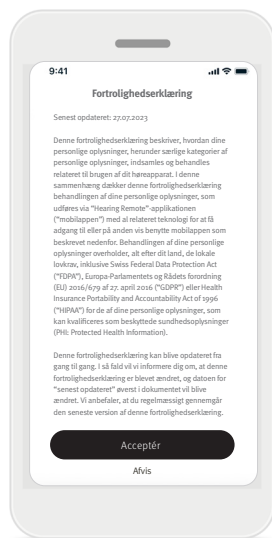 9:41
Fortrolighedserklæring
Senest opdateret: 27.07.2023
Denne fortrolighedserklæring beskriver, hvordan dine
personlige oplysninger, herunder særlige kategorier af
personlige oplysninger, indsamles og behandles
relateret til brugen af dit høreapparat. I denne
sammenhæng dækker denne fortrolighedserklæring
behandlingen af dine personlige oplysninger, som
udføres via "Hearing Remote"-applikationen
("mobilappen") med al relateret teknologi for at få
adgang til eller på anden vis benytte mobilappen som
beskrevet nedenfor. Behandlingen af dine personlige
oplysninger overholder, alt efter dit land, de lokale
lovkrav, inklusive Swiss Federal Data Protection Act
("FDPA"), Europa-Parlamentets og Rådets forordning
(EU) 2016/679 af 27. april 2016 ("GDPR") eller Health
Insurance Portability and Accountability Act of 1996
("HIPAA") for de af dine personlige oplysninger, som
kan kvalificeres som beskyttede sundhedsoplysninger
(PHI: Protected Health Information).
Denne fortrolighedserklæring kan blive opdateret fra
gang til gang. I så fald vil vi informere dig om, at denne
fortrolighedserklæring er blevet ændret, og datoen for
"senest opdateret" øverst i dokumentet vil blive
ændret. Vi anbefaler, at du regelmæssigt gennemgår
den seneste version af denne fortrolighedserklæring.
Acceptér
Afvis